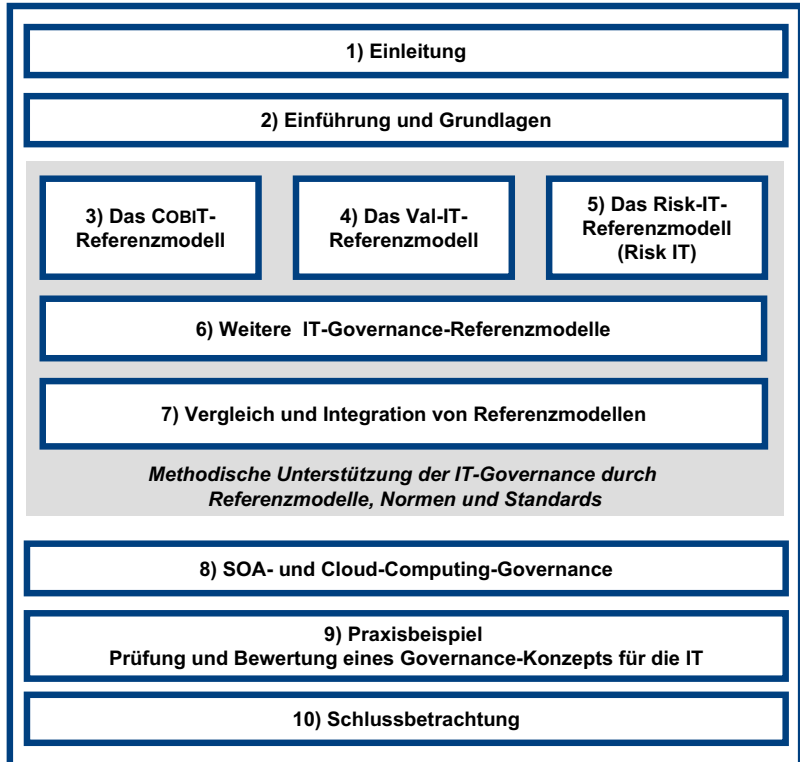 1) Einleitung
2) Einführung und Grundlagen
3) Das COBIT-
Referenzmodell
4) Das Val-IT-
Referenzmodell
5) Das Risk-IT-
Referenzmodell
(Risk IT)
6) Weitere IT-Governance-Referenzmodelle
7) Vergleich und Integration von Referenzmodellen
Methodische Unterstützung der IT-Governance durch
Referenzmodelle, Normen und Standards
8) SOA- und Cloud-Computing-Governance
9) Praxisbeispiel
Prüfung und Bewertung eines Governance-Konzepts für die IT
10) Schlussbetrachtung